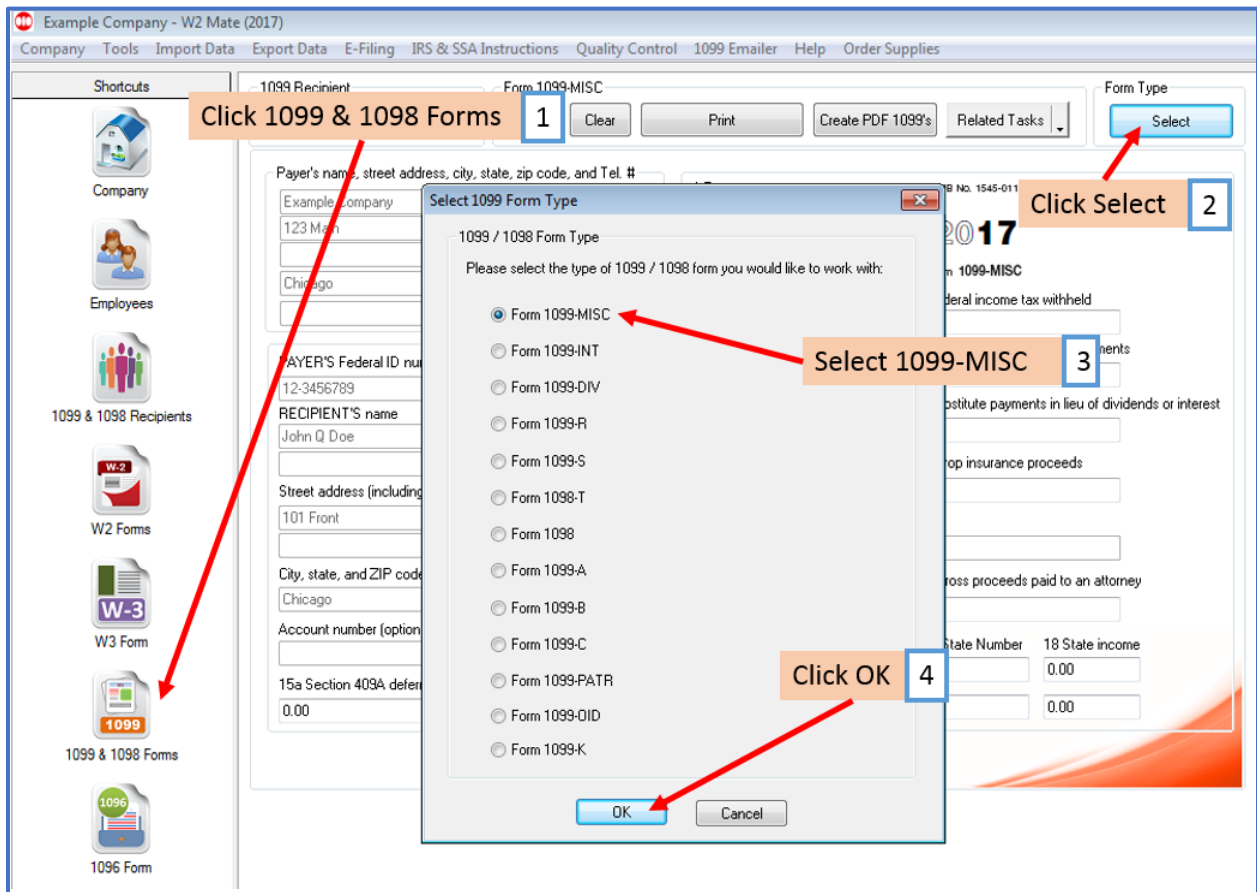 Example Company - W2 Mate (2017)
Company Tools Import Data Export Data E-Filing IRS & SSA Instructions Quality Control 1099 Emailer Help Order Supplies
Shortcuts
Company
Employees
1099 & 1098 Recipients
W-2
W2 Forms
W-3
W3 Form
1099
1099 & 1098 Forms
1096
1096 Form
1099 Recipient
Form 1099-MISC
Form Type
Click 1099 & 1098 Forms 1
Clear
Print
Create PDF 1099's
Related Tasks
Select
Click Select 2
Payer's name, street address, city, state, zip code, and Tel. #
Example Company
123 Main
Chicago
PAYER'S Federal ID nu
12-3456789
RECIPIENT'S name
John Q Doe
Street address (including
101 Front
City, state, and ZIP code
Chicago
Account number (option
15a Section 409A deferr
0.00
Select 1099 Form Type
1099 / 1098 Form Type
Please select the type of 1099 / 1098 form you would like to work with:
Form 1099-MISC
Form 1099-INT
Form 1099-DIV
Form 1099-R
Form 1099-S
Form 1098-T
Form 1098
Form 1099-A
Form 1099-B
Form 1099-C
Form 1099-PATR
Form 1099-OID
Form 1099-K
OK
Cancel
Select 1099-MISC 3
Click OK 4
B No. 1545-011
2017
1099-MISC
deral income tax withheld
ments
bstitute payments in lieu of dividends or interest
rop insurance proceeds
ross proceeds paid to an attorney
State Number
18 State income
0.00
0.00